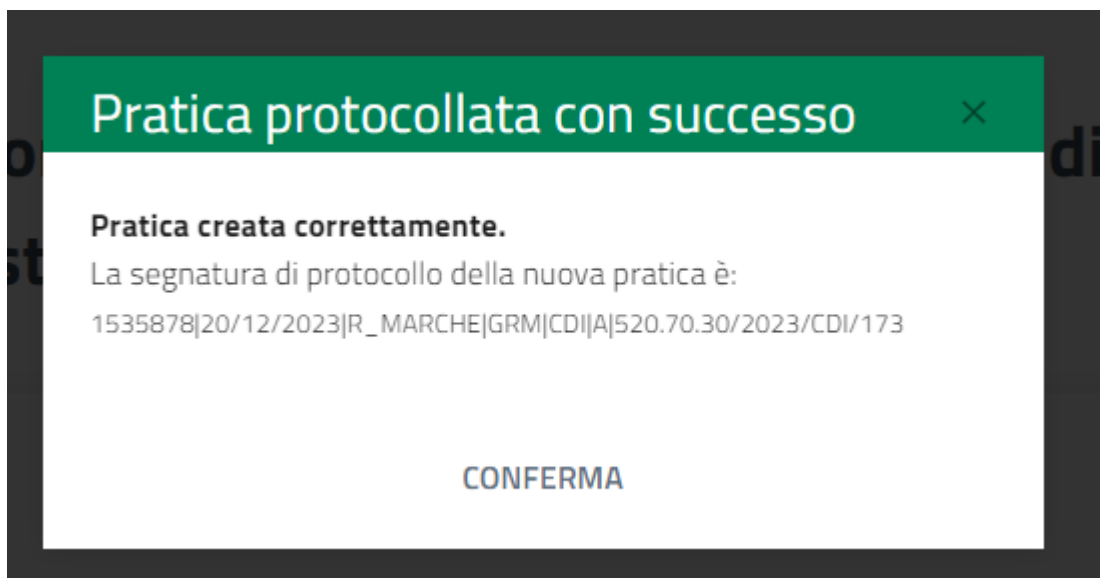 Pratica protocollata con successo
Pratica creata correttamente.
La segnatura di protocollo della nuova pratica è:
1535878|20/12/2023|R_MARCHE|GRM|CDI|A|520.70.30/2023/CDI/173
CONFERMA